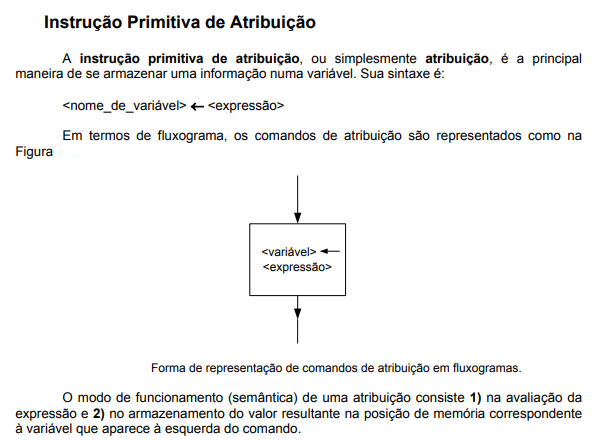 Instrução Primitiva de Atribuição
A instrução primitiva de atribuição, ou simplesmente atribuição, é a principal
maneira de se armazenar uma informação numa variável. Sua sintaxe é:
<nome_de_variável> ← <expressão>
Em termos de fluxograma, os comandos de atribuição são representados como na
Figura
<variável> ←
<expressão>
Forma de representação de comandos de atribuição em fluxogramas.
O modo de funcionamento (semântica) de uma atribuição consiste 1) na avaliação da
expressão e 2) no armazenamento do valor resultante na posição de memória correspondente
à variável que aparece à esquerda do comando.